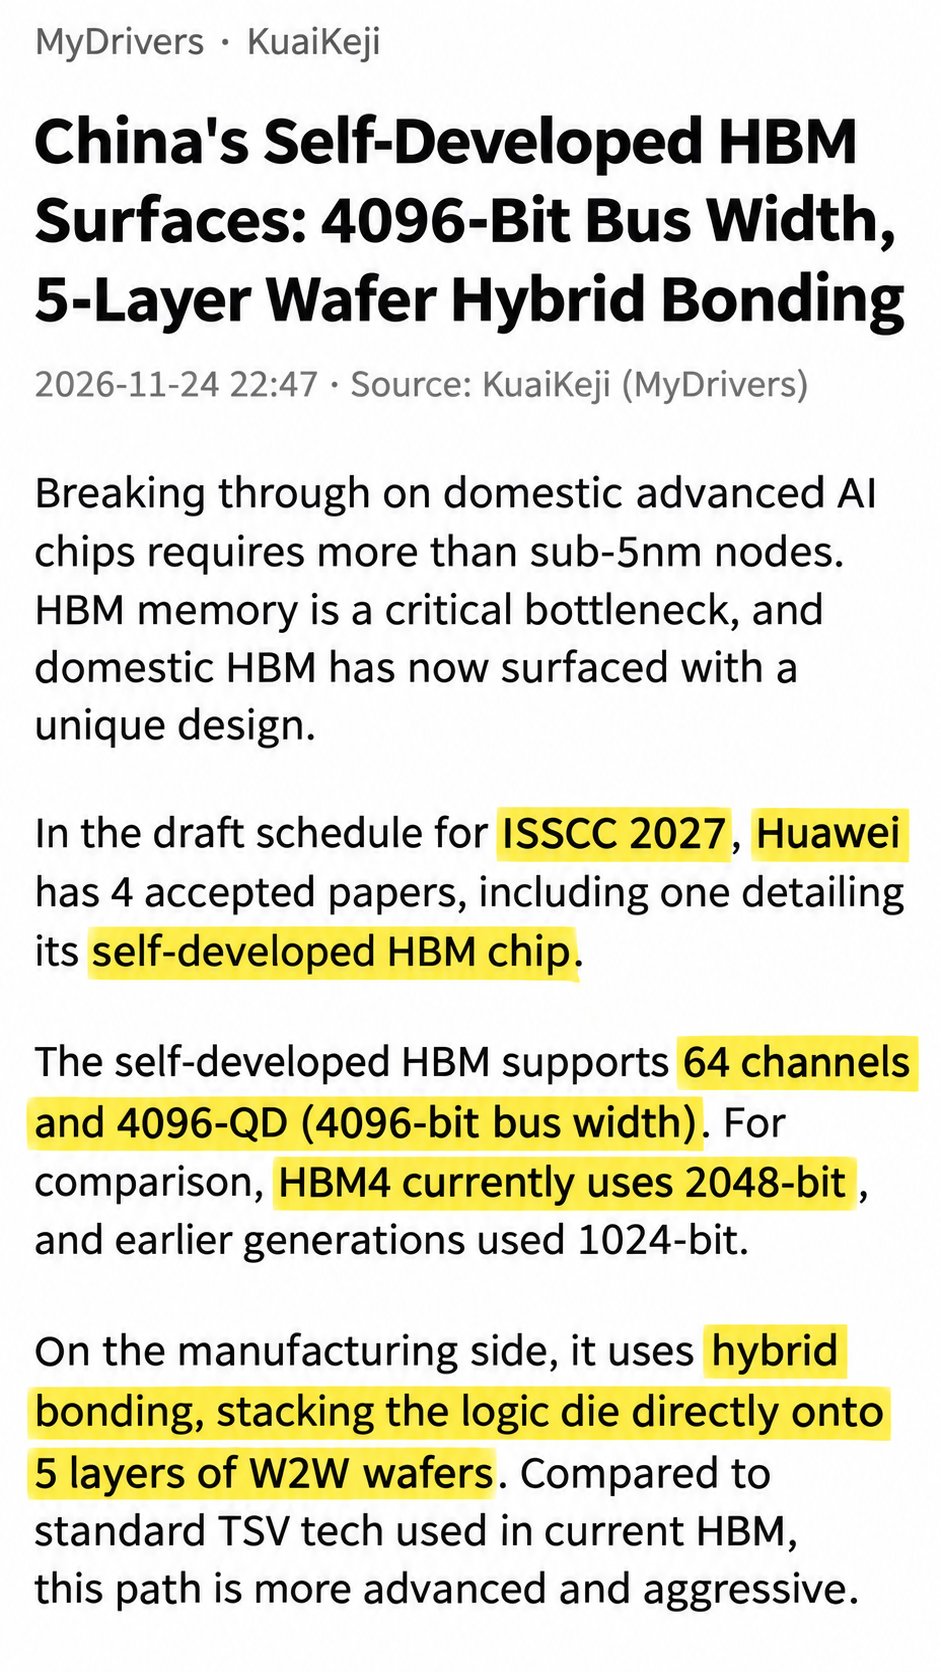 MyDrivers · KuaiKeji
China's Self-Developed HBM
Surfaces: 4096-Bit Bus Width,
5-Layer Wafer Hybrid Bonding
2026-11-24 22:47 · Source: KuaiKeji (MyDrivers)
Breaking through on domestic advanced AI
chips requires more than sub-5nm nodes.
HBM memory is a critical bottleneck, and
domestic HBM has now surfaced with a
unique design.
In the draft schedule for ISSCC 2027, Huawei
has 4 accepted papers, including one detailing
its self-developed HBM chip.
The self-developed HBM supports 64 channels
and 4096-QD (4096-bit bus width). For
comparison, HBM4 currently uses 2048-bit ,
and earlier generations used 1024-bit.
On the manufacturing side, it uses hybrid
bonding, stacking the logic die directly onto
5 layers of W2W wafers. Compared to
standard TSV tech used in current HBM,
this path is more advanced and aggressive.